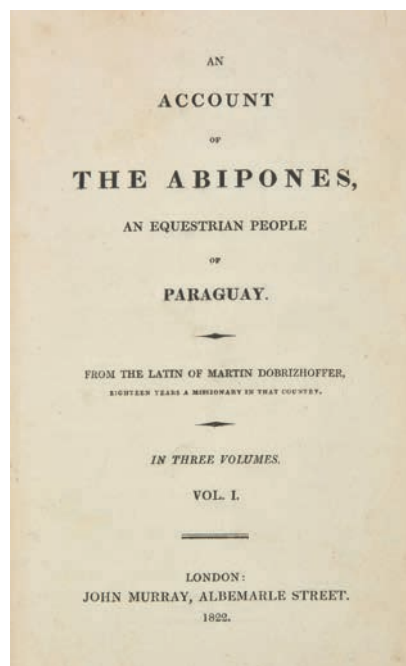 AN
ACCOUNT
OF
THE ABIPONES,
AN EQUESTRIAN PEOPLE
OF
PARAGUAY.
FROM THE LATIN OF MARTIN DOBRIZHOFFER,
EIGHTEEN YEARS A MISSIONARY IN THAT COUNTRY.
IN THREE VOLUMES.
VOL. I.
LONDON:
JOHN MURRAY, ALBEMARLE STREET.
1822.